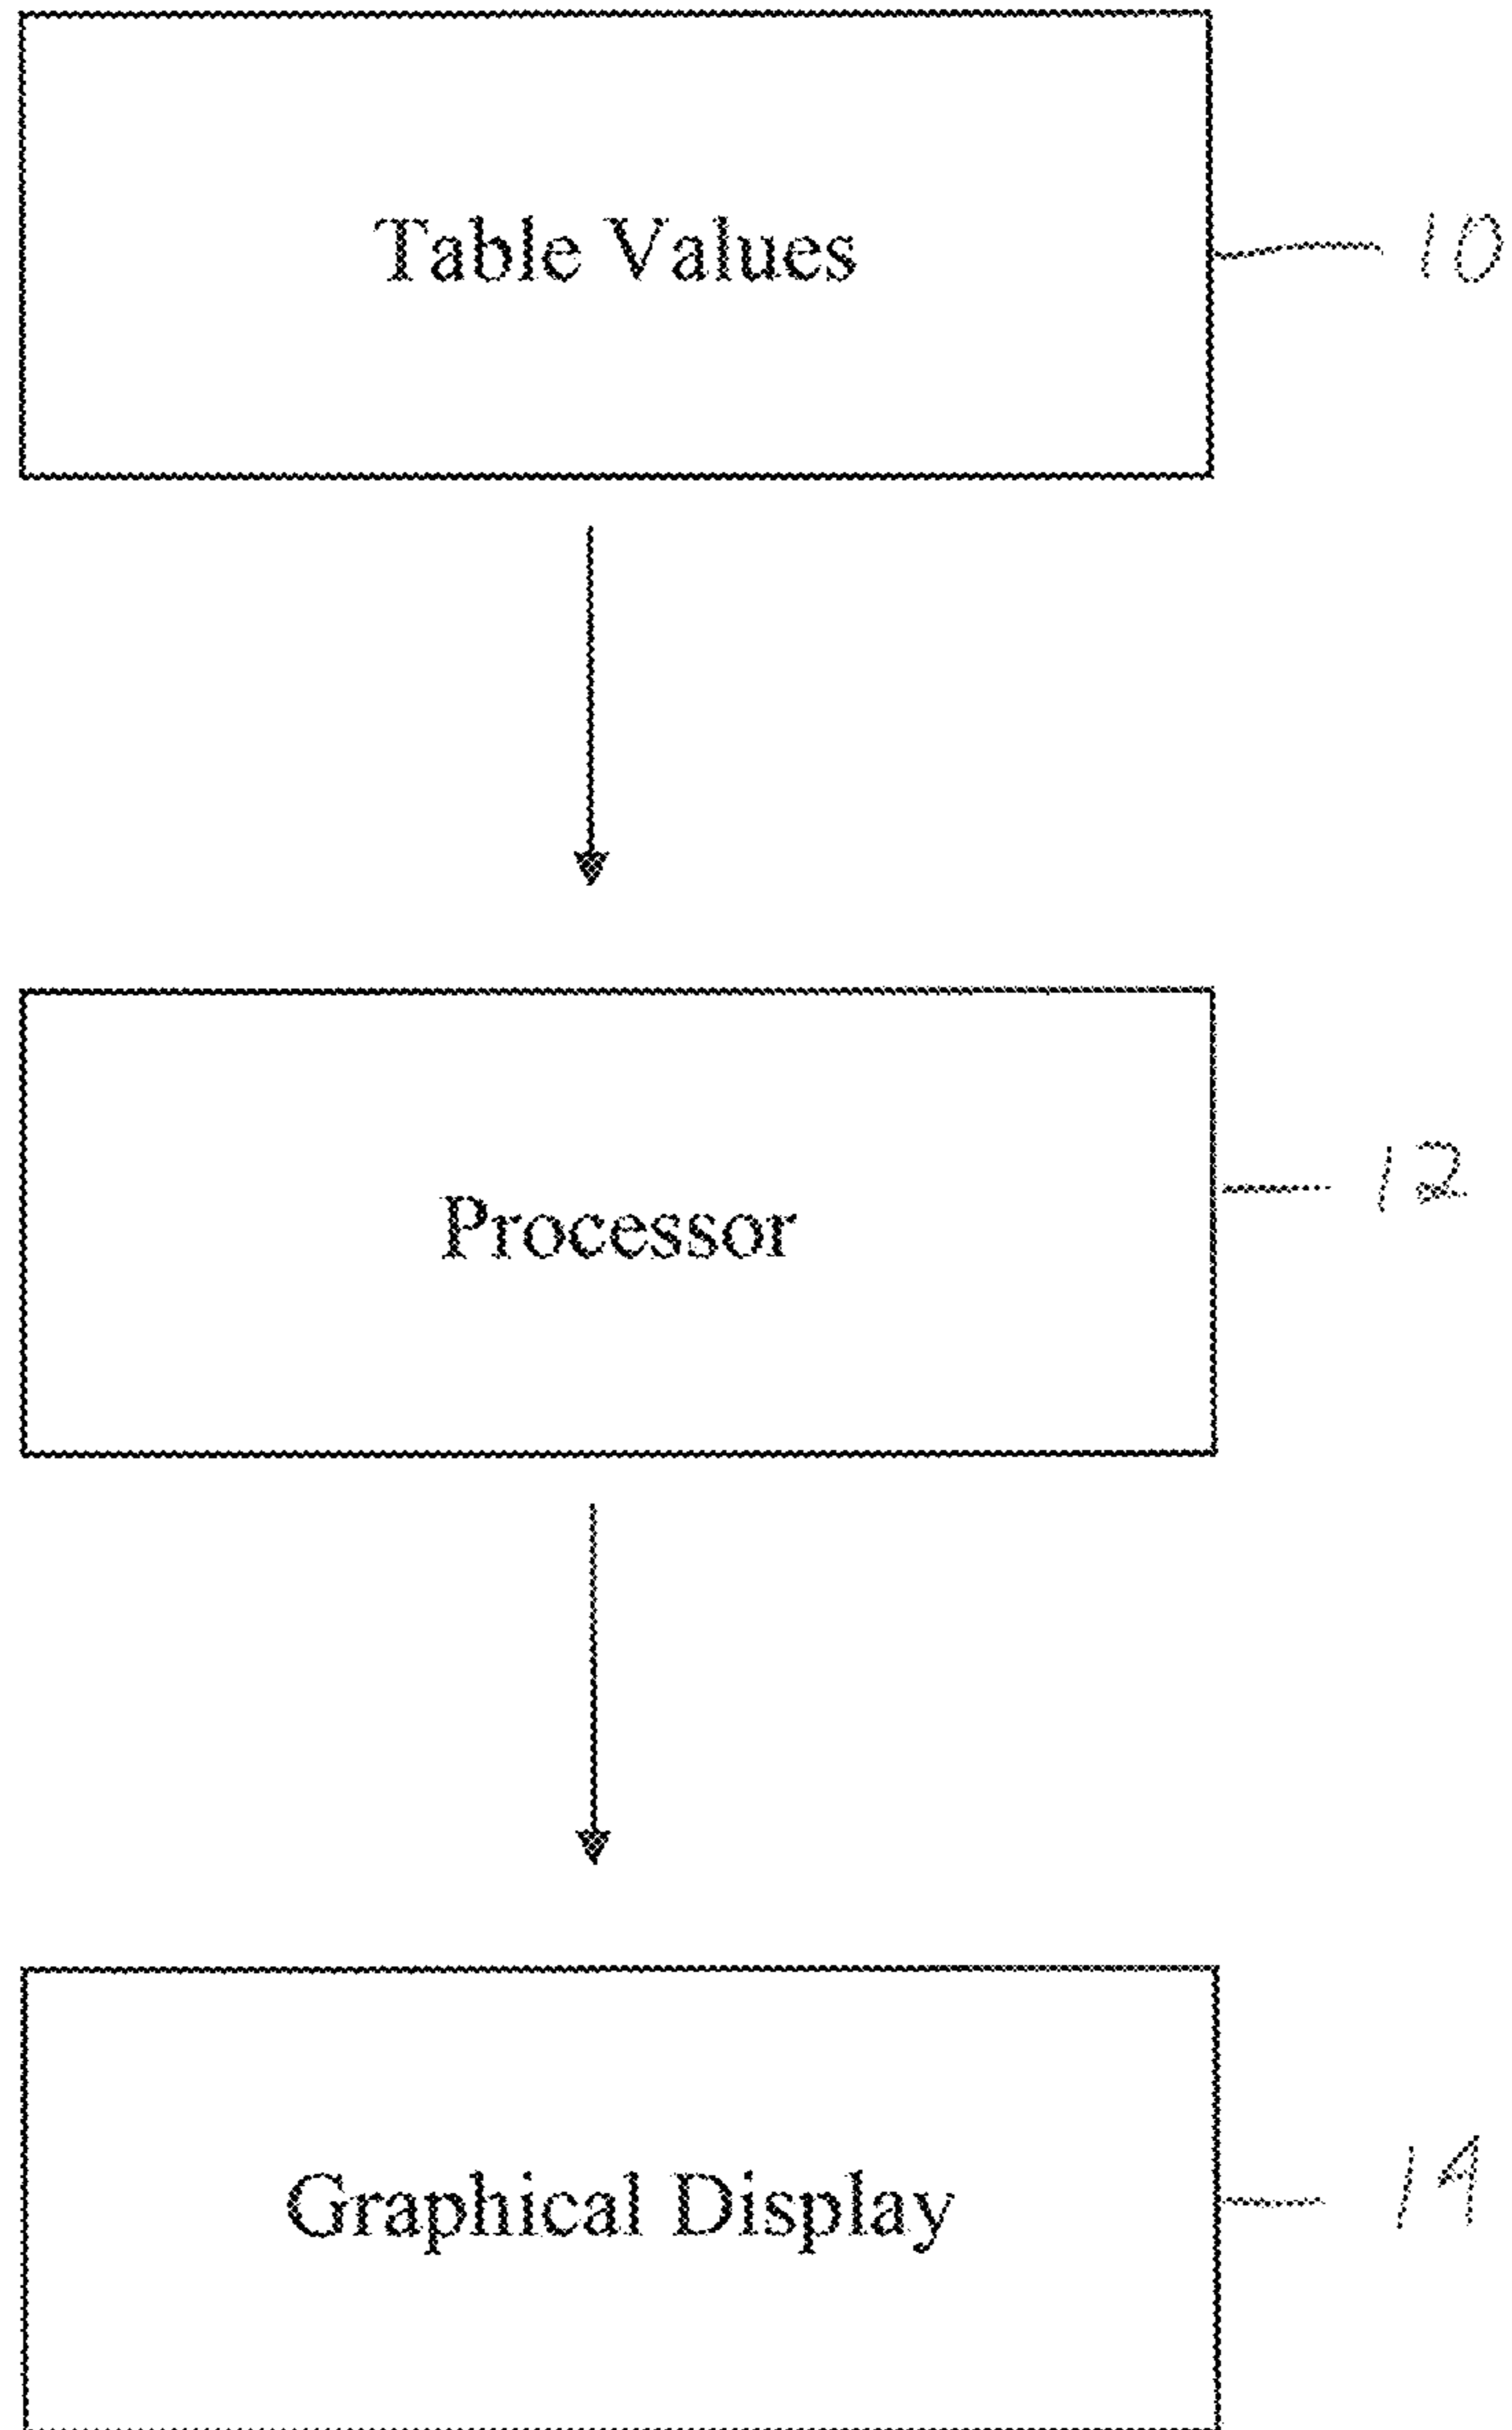 Table Values
10
Processor
12
Graphical Display
14